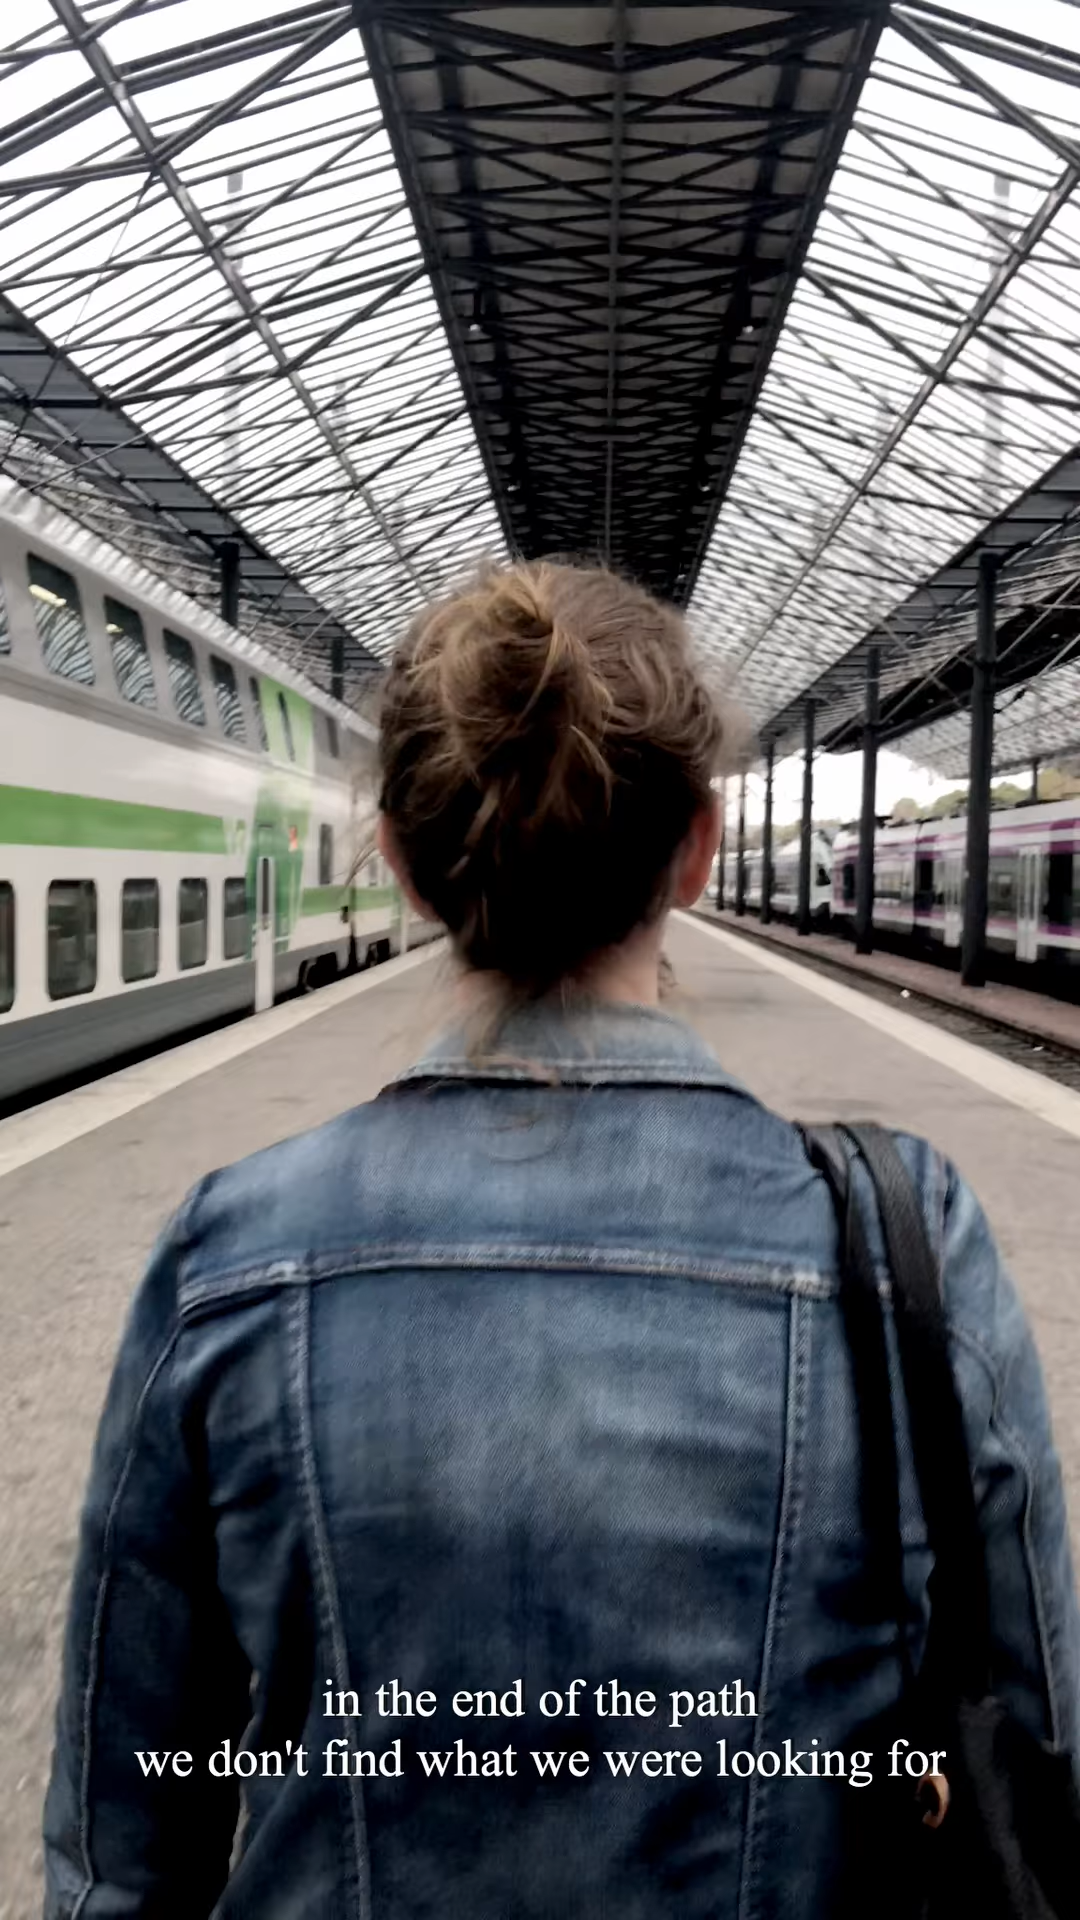 in the end of the path
we don't find what we were looking for